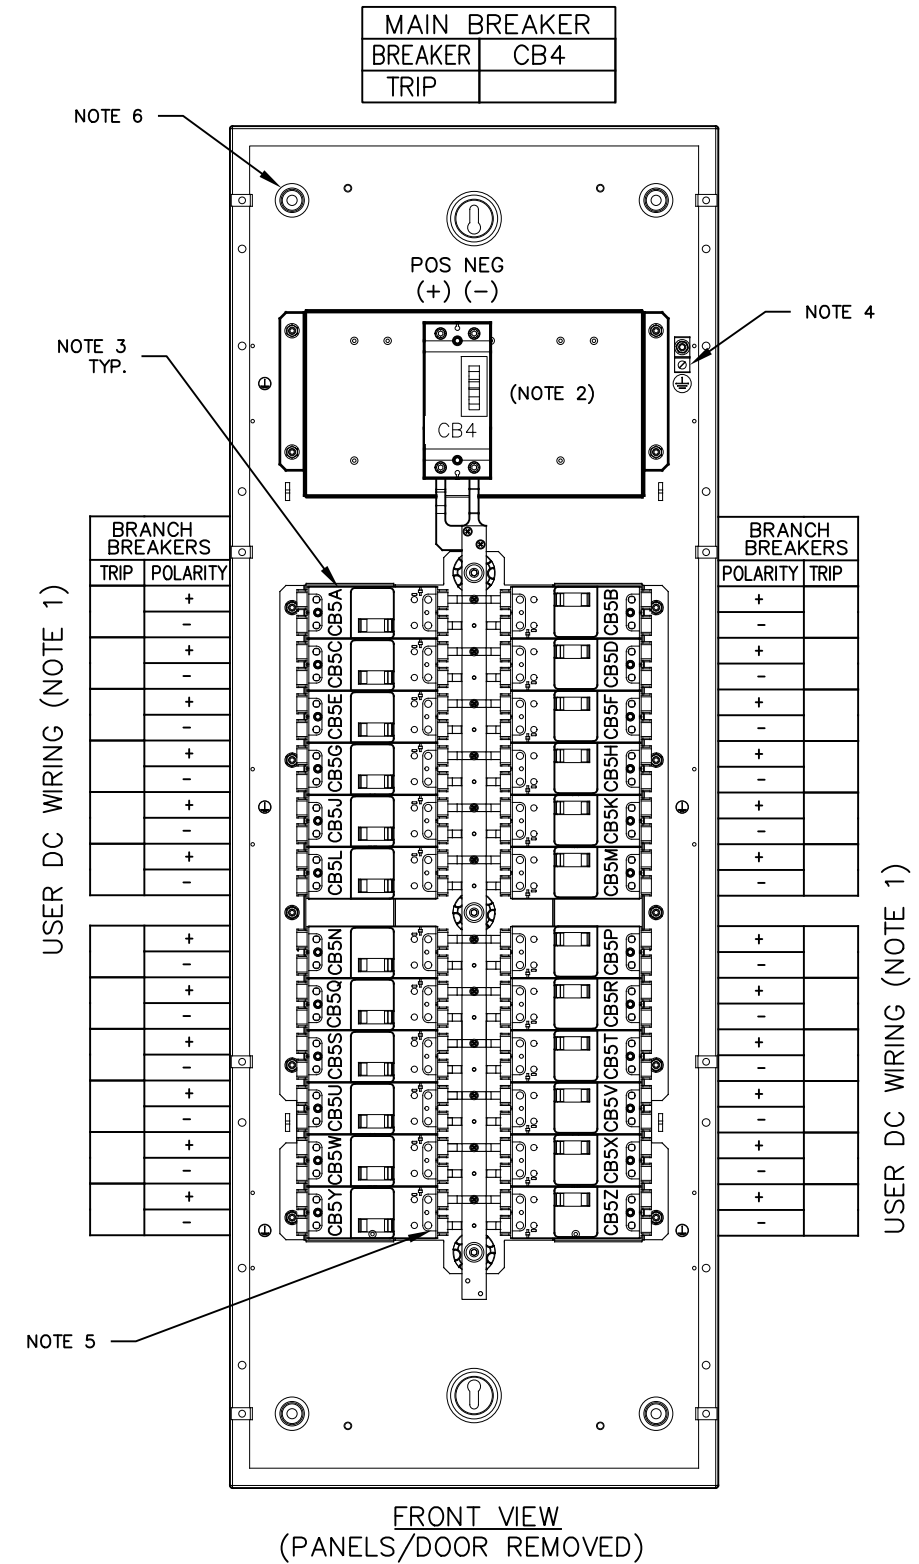 MAIN BREAKER
BREAKER CB4
TRIP
NOTE 6
POS NEG
(+) (-)
NOTE 4
NOTE 3
TYP.
(NOTE 2)
CB4
BRANCH
BREAKERS
TRIP POLARITY
+
-
+
-
+
-
+
-
+
-
+
-
+
-
+
-
+
-
+
-
+
-
+
-
USER DC WIRING (NOTE 1)
CB5A
CB5C
CB5E
CB5G
CB5J
CB5L
CB5N
CB5Q
CB5S
CB5U
CB5W
CB5Y
CB5B
CB5D
CB5F
CB5H
CB5K
CB5M
CB5P
CB5R
CB5T
CB5V
CB5X
CB5Z
BRANCH
BREAKERS
POLARITY TRIP
+
-
+
-
+
-
+
-
+
-
+
-
+
-
+
-
+
-
+
-
+
-
+
-
USER DC WIRING (NOTE 1)
NOTE 5
FRONT VIEW
(PANELS/DOOR REMOVED)